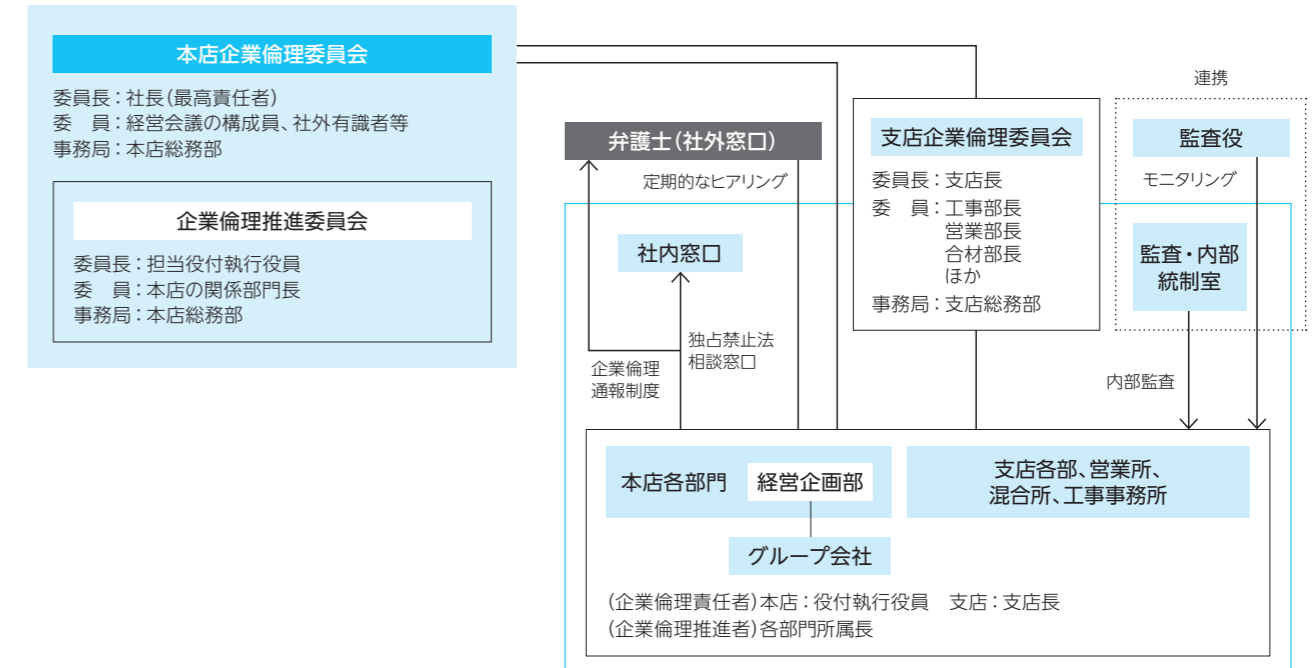 本店企業倫理委員会
委員長：社長（最高責任者）
委　員：経営会議の構成員、社外有識者等
事務局：本店総務部
企業倫理推進委員会
委員長：担当役付執行役員
委　員：本店の関係部門長
事務局：本店総務部
弁護士（社外窓口）
定期的なヒアリング
社内窓口
独占禁止法
相談窓口
企業倫理
通報制度
支店企業倫理委員会
委員長：支店長
委　員：工事部長
営業部長
合材部長
ほか
事務局：支店総務部
連携
監査役
モニタリング
監査・内部
統制室
内部監査
本店各部門
経営企画部
グループ会社
支店各部、営業所、
混合所、工事事務所
（企業倫理責任者）本店：役付執行役員　支店：支店長
（企業倫理推進者）各部門所属長